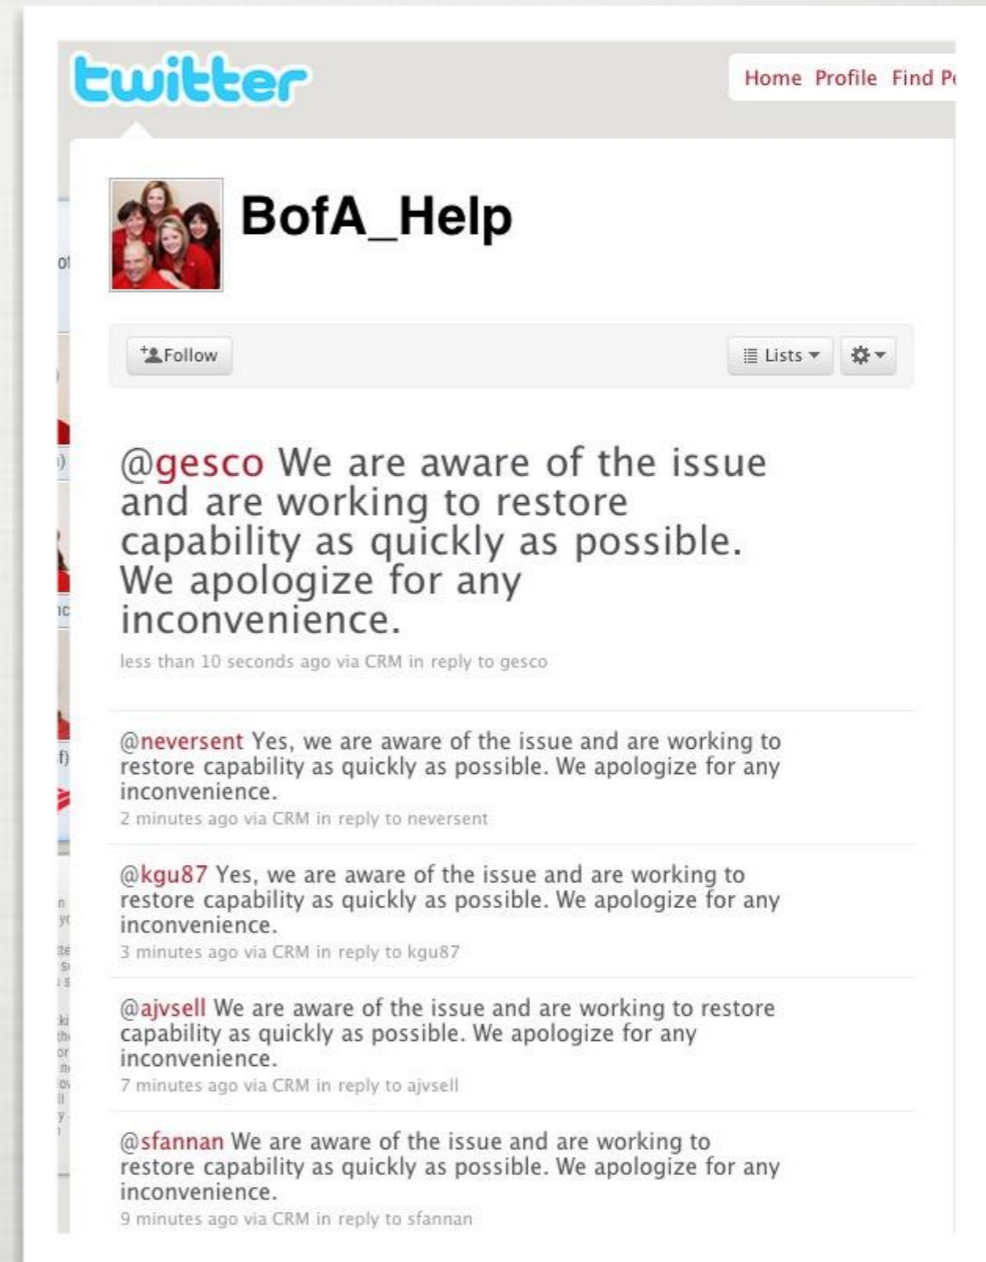 twitter
Home Profile Find
BofA_Help
Follow
Lists
@gesco We are aware of the issue
and are working to restore
capability as quickly as possible.
We apologize for any
inconvenience.
less than 10 seconds ago via CRM in reply to gesco
@neversent Yes, we are aware of the issue and are working to
restore capability as quickly as possible. We apologize for any
inconvenience.
2 minutes ago via CRM in reply to neversent
@kgu87 Yes, we are aware of the issue and are working to
restore capability as quickly as possible. We apologize for any
inconvenience.
3 minutes ago via CRM in reply to kgu87
@ajvsell We are aware of the issue and are working to restore
capability as quickly as possible. We apologize for any
inconvenience.
7 minutes ago via CRM in reply to ajvsell
@sfannan We are aware of the issue and are working to
restore capability as quickly as possible. We apologize for any
inconvenience.
9 minutes ago via CRM in reply to sfannan